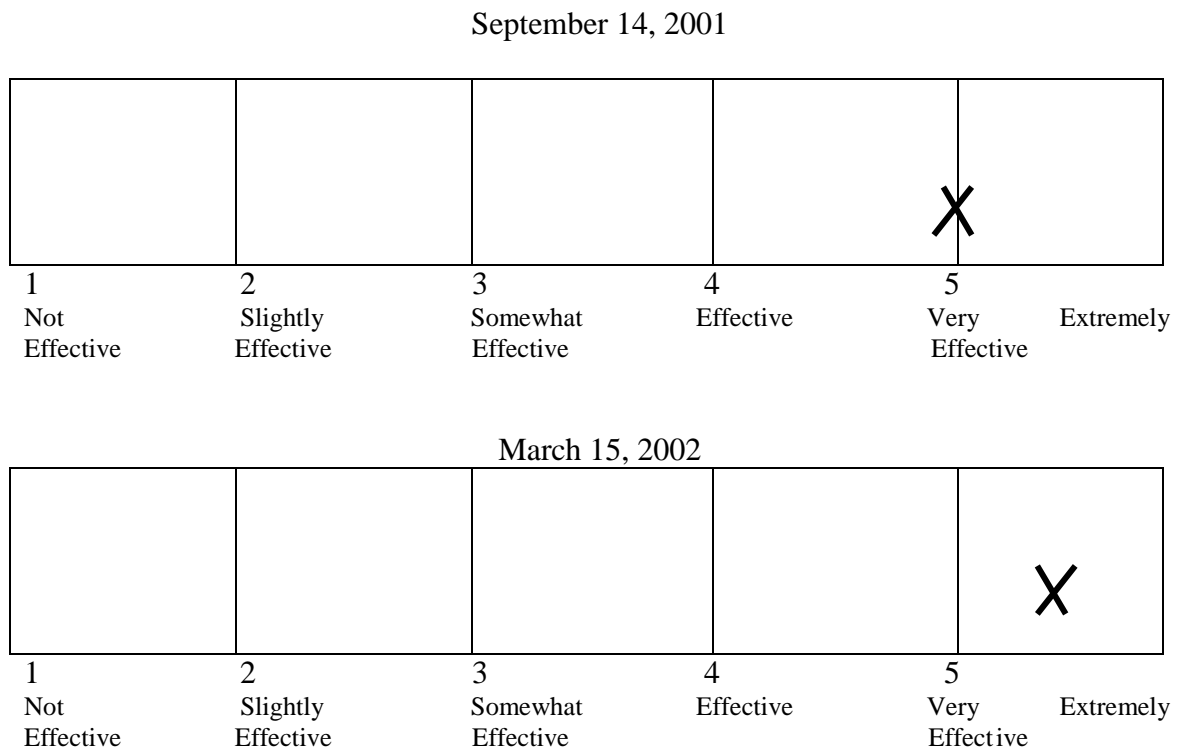 September 14, 2001
1 2 3 4 5
Not Slightly Somewhat Effective Very Extremely
Effective Effective Effective Effective
March 15, 2002
1 2 3 4 5
Not Slightly Somewhat Effective Very Extremely
Effective Effective Effective Effective